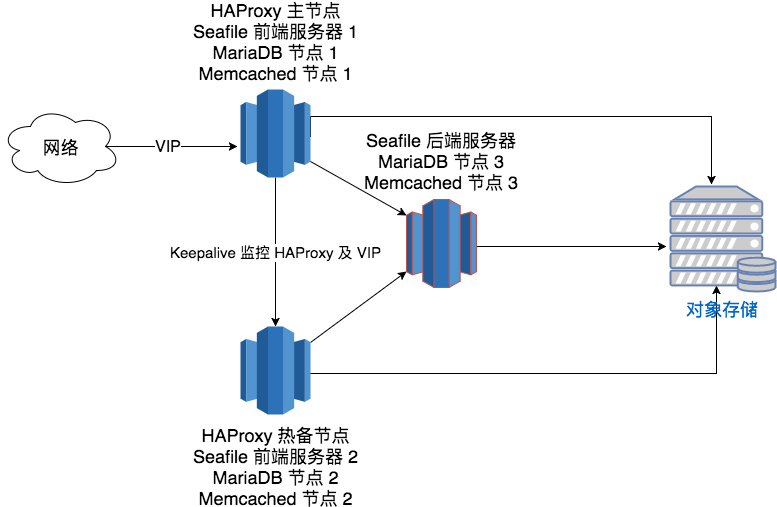 HAProxy 主节点
Seafile 前端服务器 1
MariaDB 节点 1
Memcached 节点 1
网络
VIP
Seafile 后端服务器
MariaDB 节点 3
Memcached 节点 3
Keepalive 监控 HAProxy 及 VIP
对象存储
HAProxy 热备节点
Seafile 前端服务器 2
MariaDB 节点 2
Memcached 节点 2